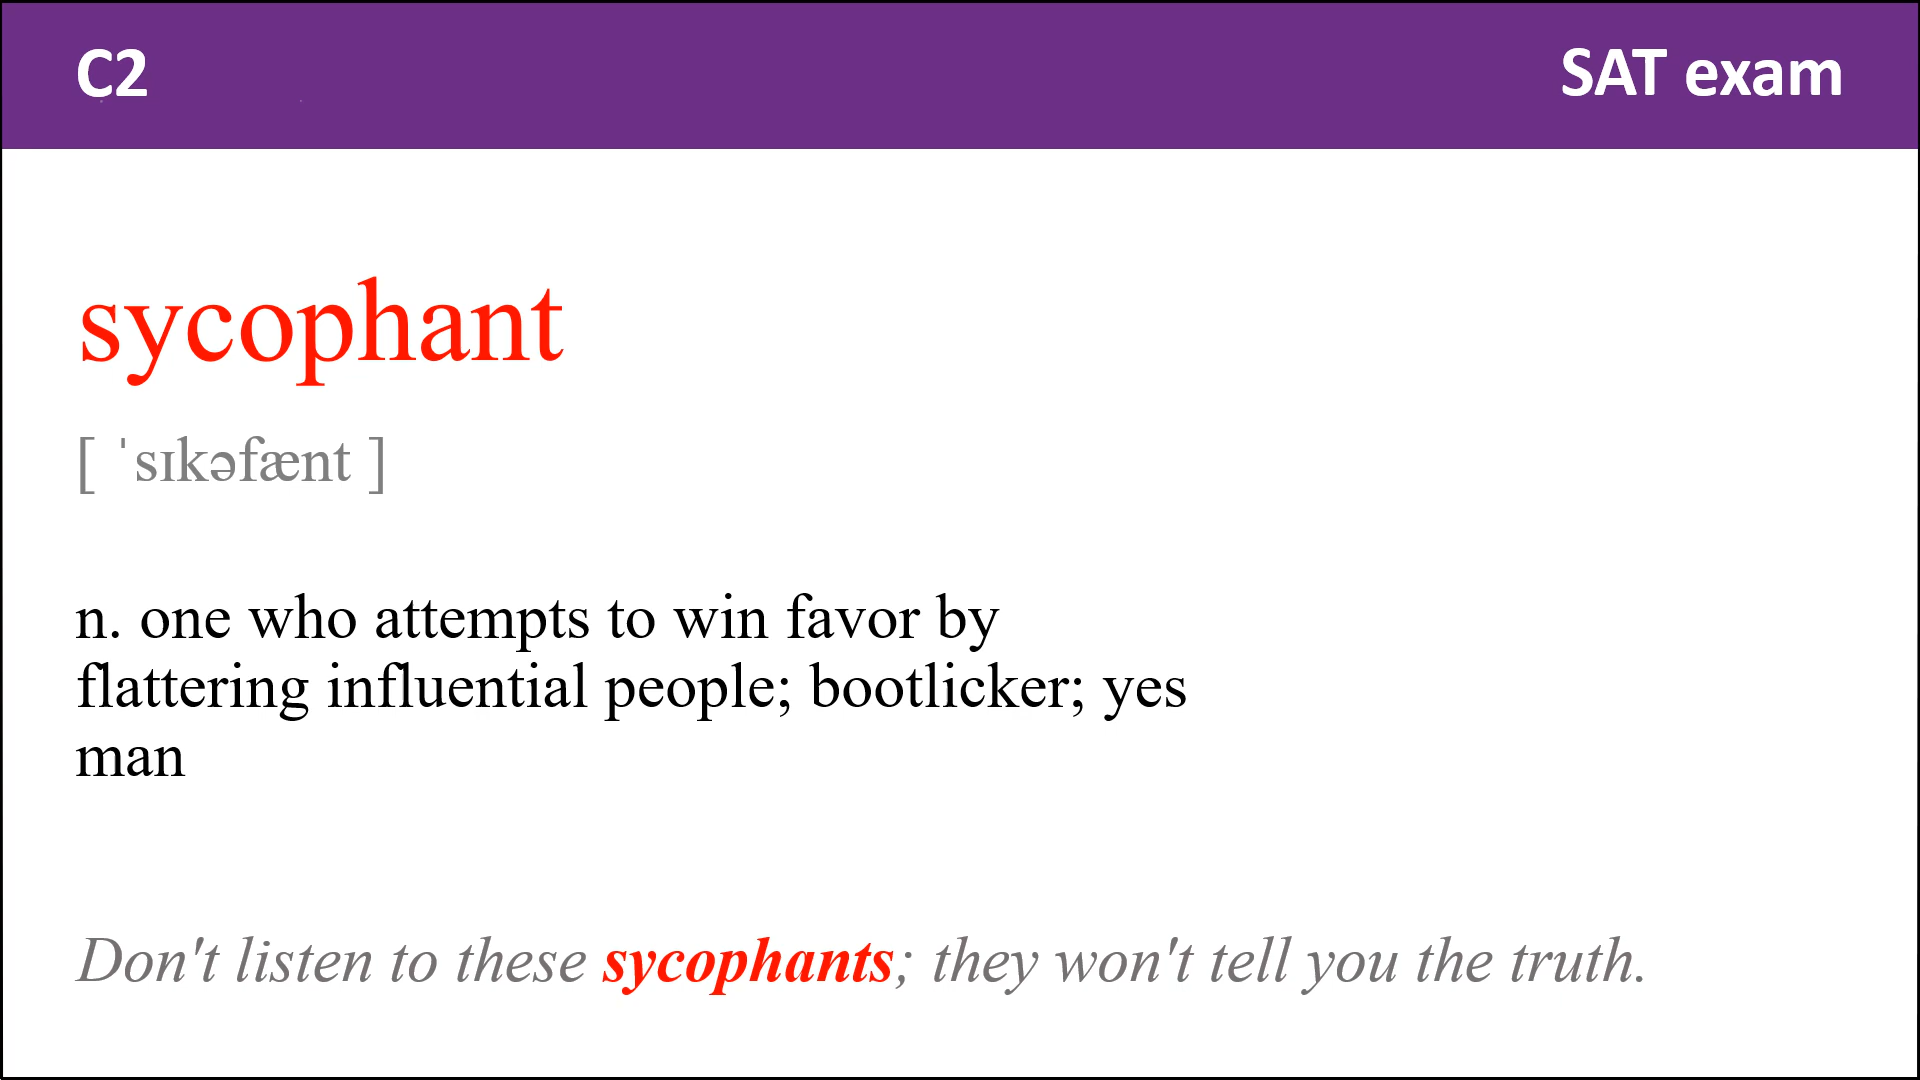 C2
SAT exam
sycophant
[ ˈsɪkəfænt ]
n. one who attempts to win favor by
flattering influential people; bootlicker; yes
man
Don't listen to these sycophants; they won't tell you the truth.